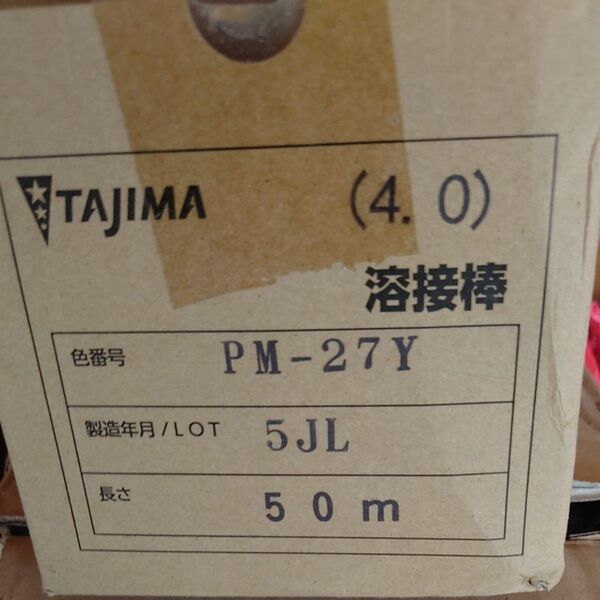 TAJIMA (4.0)
溶接棒
色番号 PM-27Y
製造年月/LOT 5JL
長さ 50m